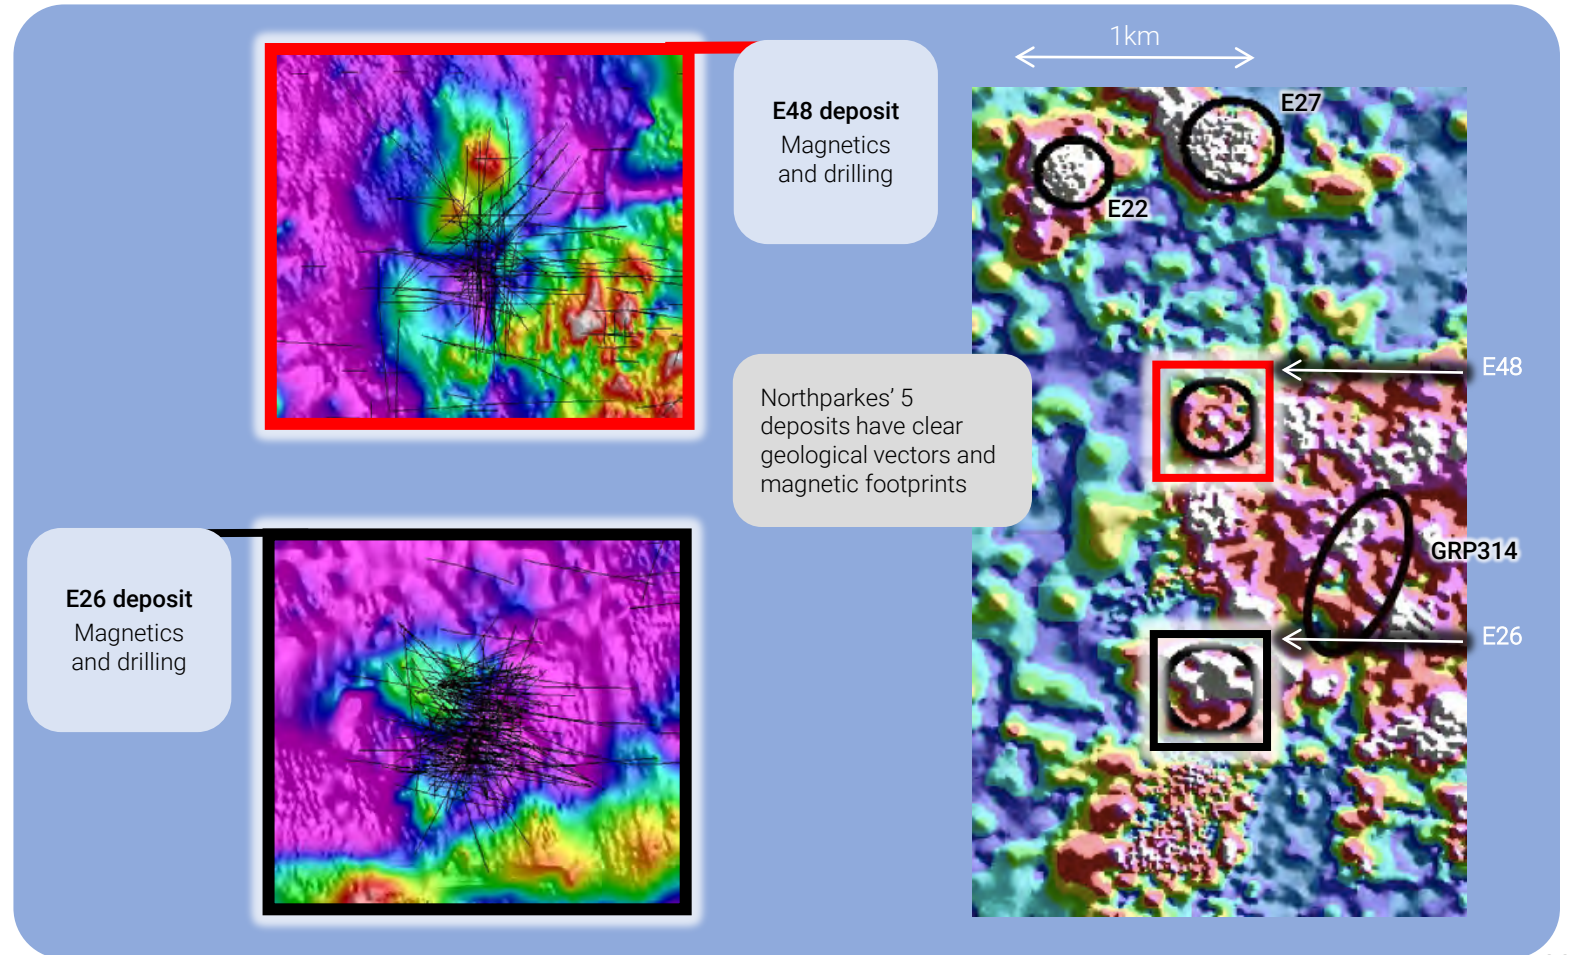 1km
E27
E22
E48 deposit
Magnetics
and drilling
E48
Northparkes’ 5
deposits have clear
geological vectors and
magnetic footprints
GRP314
E26 deposit
Magnetics
and drilling
E26